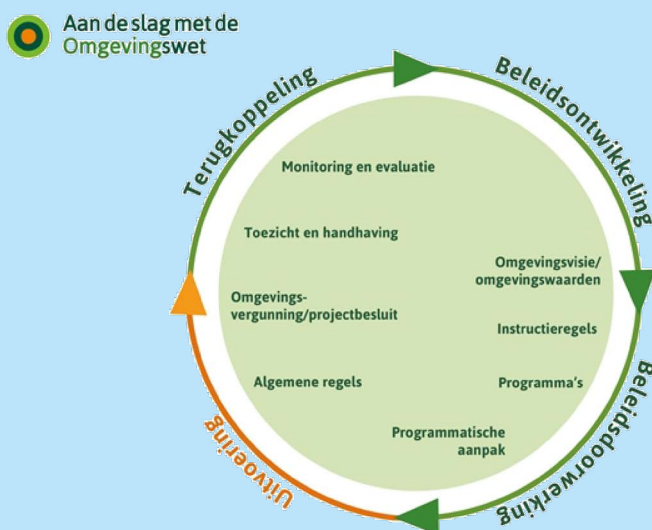 Aan de slag met de
Omgevingswet
Terugkoppeling
Beleidsontwikkeling
Monitoring en evaluatie
Toezicht en handhaving
Omgevingsvisie/
omgevingswaarden
Omgevings-
vergunning/projectbesluit
Instructieregels
Algemene regels
Programma's
Programmatische
aanpak
Uitvoering
Beleidsdoorwerking